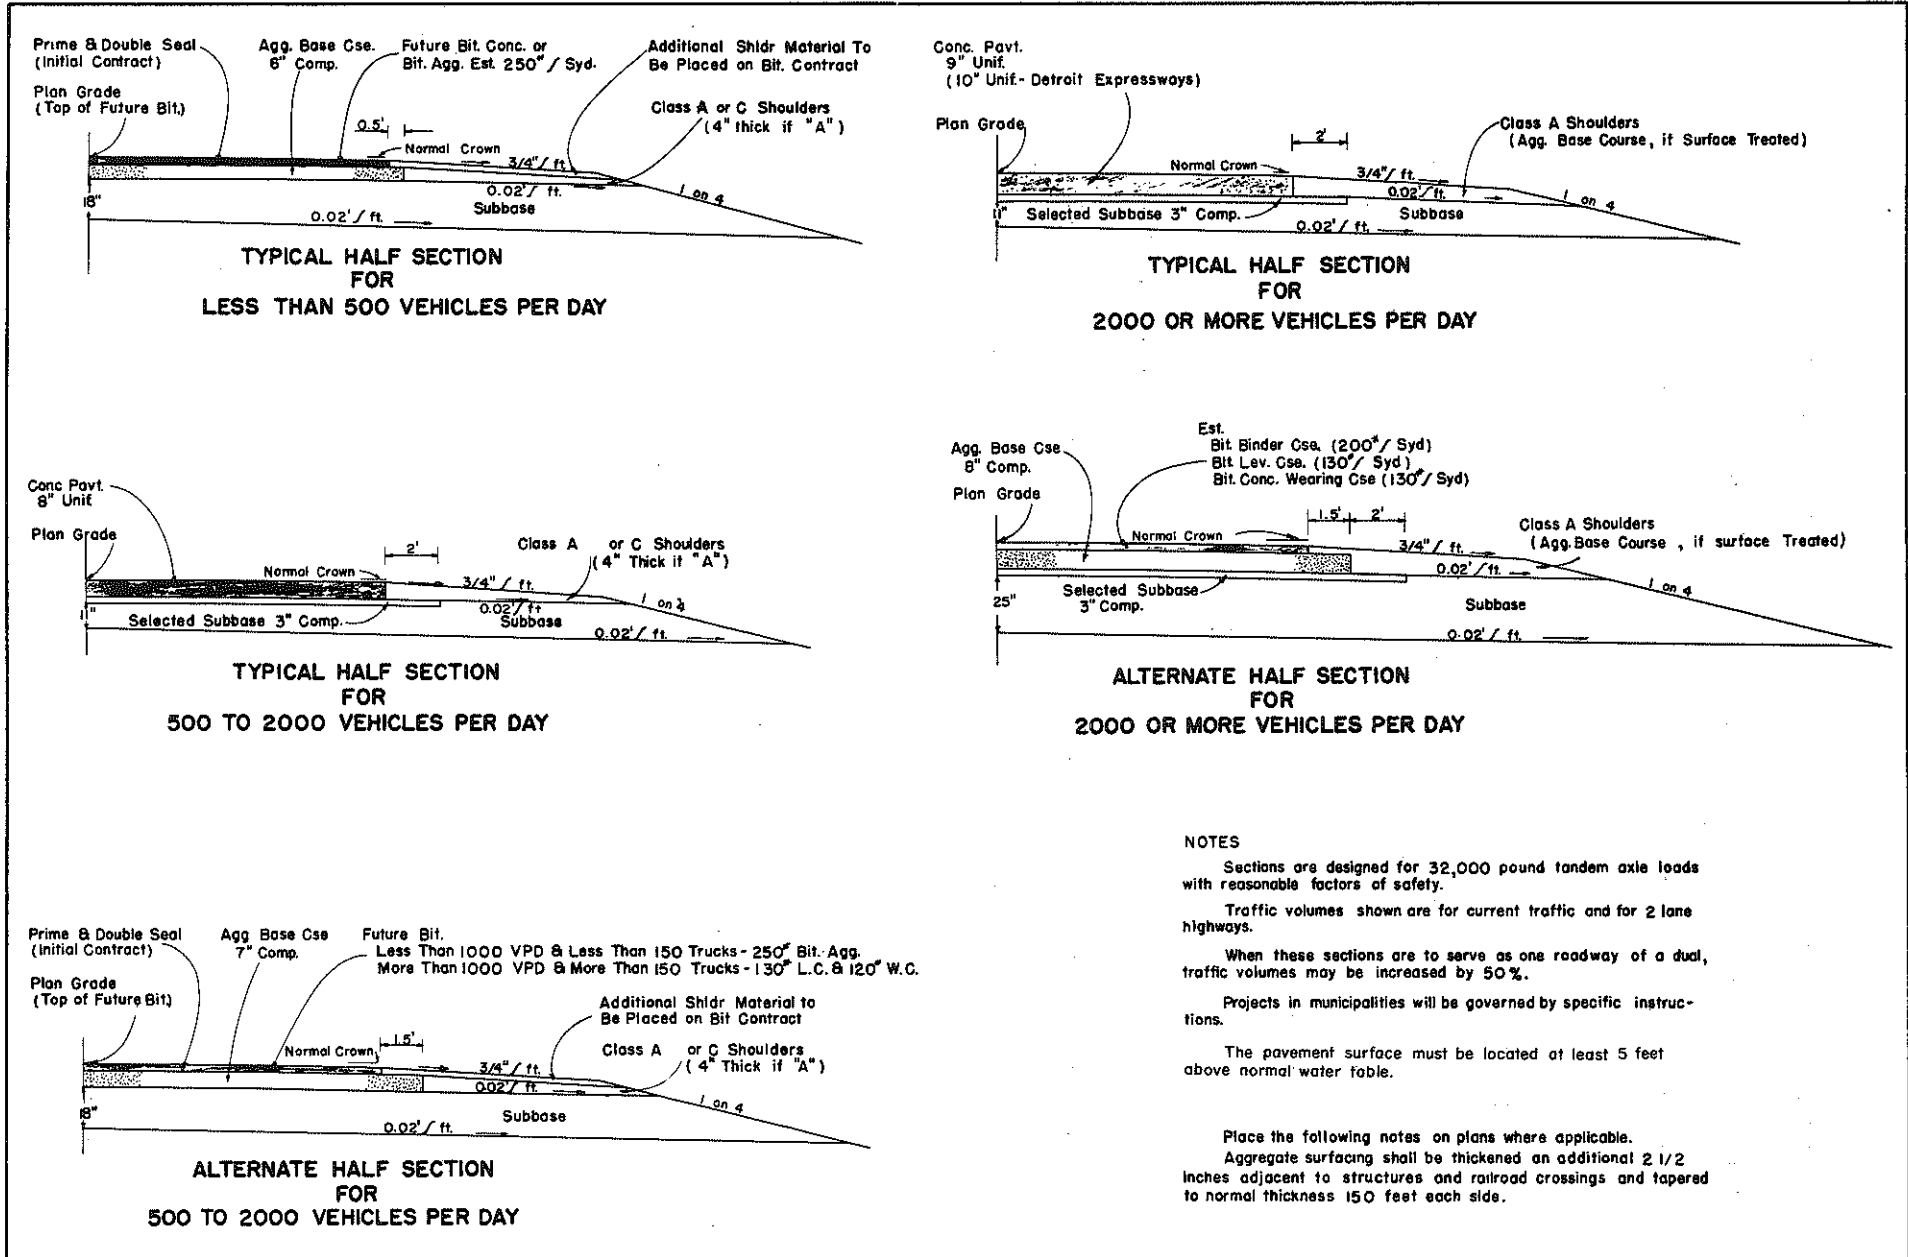 Prime & Double Seal
(Initial Contract)
Agg. Base Cse.
6" Comp.
Future Bit. Conc. or
Bit. Agg. Est. 250# / Syd.
Additional Shldr Material To
Be Placed on Bit. Contract
Plan Grade
(Top of Future Bit.)
Class A or C Shoulders
(4" thick if "A")
0.5'
Normal Crown
3/4" / ft.
0.02' / ft.
1 on 4
18"
Subbase
0.02' / ft.
TYPICAL HALF SECTION
FOR
LESS THAN 500 VEHICLES PER DAY
Conc. Pavt.
9" Unif.
(10" Unif.- Detroit Expressways)
Plan Grade
2'
Class A Shoulders
(Agg. Base Course, if Surface Treated)
Normal Crown
3/4" / ft.
0.02' / ft.
1 on 4
11"
Selected Subbase 3" Comp.
Subbase
0.02' / ft.
TYPICAL HALF SECTION
FOR
2000 OR MORE VEHICLES PER DAY
Conc Pavt.
8" Unif
Plan Grade
2'
Class A or C Shoulders
(4" Thick if "A")
Normal Crown
3/4" / ft.
0.02' / ft.
1 on 4
11"
Selected Subbase 3" Comp.
Subbase
0.02' / ft.
TYPICAL HALF SECTION
FOR
500 TO 2000 VEHICLES PER DAY
Agg. Base Cse
8" Comp.
Est.
Bit. Binder Cse. (200# / Syd)
Bit. Lev. Cse. (130# / Syd)
Bit. Conc. Wearing Cse (130# / Syd)
Plan Grade
1.5'
2'
Class A Shoulders
(Agg. Base Course , if surface Treated)
Normal Crown
3/4" / ft.
0.02' / ft.
1 on 4
25"
Selected Subbase
3" Comp.
Subbase
0.02' / ft.
ALTERNATE HALF SECTION
FOR
2000 OR MORE VEHICLES PER DAY
Prime & Double Seal
(Initial Contract)
Agg Base Cse
7" Comp.
Future Bit.
Less Than 1000 VPD & Less Than 150 Trucks - 250# Bit. Agg.
More Than 1000 VPD & More Than 150 Trucks - 130# L.C. & 120# W.C.
Plan Grade
(Top of Future Bit.)
Additional Shldr Material to
Be Placed on Bit Contract
1.5'
Normal Crown
Class A or C Shoulders
(4" Thick if "A")
3/4" / ft.
0.02' / ft.
1 on 4
18"
Subbase
0.02' / ft.
ALTERNATE HALF SECTION
FOR
500 TO 2000 VEHICLES PER DAY
NOTES
Sections are designed for 32,000 pound tandem axle loads
with reasonable factors of safety.
Traffic volumes shown are for current traffic and for 2 lane
highways.
When these sections are to serve as one roadway of a dual,
traffic volumes may be increased by 50%.
Projects in municipalities will be governed by specific instruc-
tions.
The pavement surface must be located at least 5 feet
above normal water table.
Place the following notes on plans where applicable.
Aggregate surfacing shall be thickened an additional 2 1/2
inches adjacent to structures and railroad crossings and tapered
to normal thickness 150 feet each side.